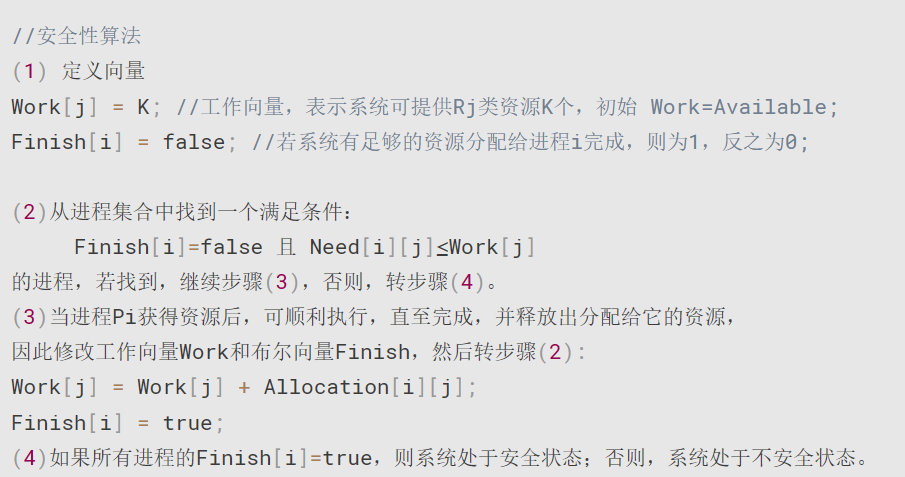 //安全性算法
(1) 定义向量
Work[j] = K; //工作向量，表示系统可提供Rj类资源K个，初始 Work=Available;
Finish[i] = false; //若系统有足够的资源分配给进程i完成，则为1，反之为0;
(2)从进程集合中找到一个满足条件：
Finish[i]=false 且 Need[i][j]≤Work[j]
的进程，若找到，继续步骤(3)，否则，转步骤(4)。
(3)当进程Pi获得资源后，可顺利执行，直至完成，并释放出分配给它的资源，
因此修改工作向量Work和布尔向量Finish，然后转步骤(2):
Work[j] = Work[j] + Allocation[i][j];
Finish[i] = true;
(4)如果所有进程的Finish[i]=true，则系统处于安全状态；否则，系统处于不安全状态。